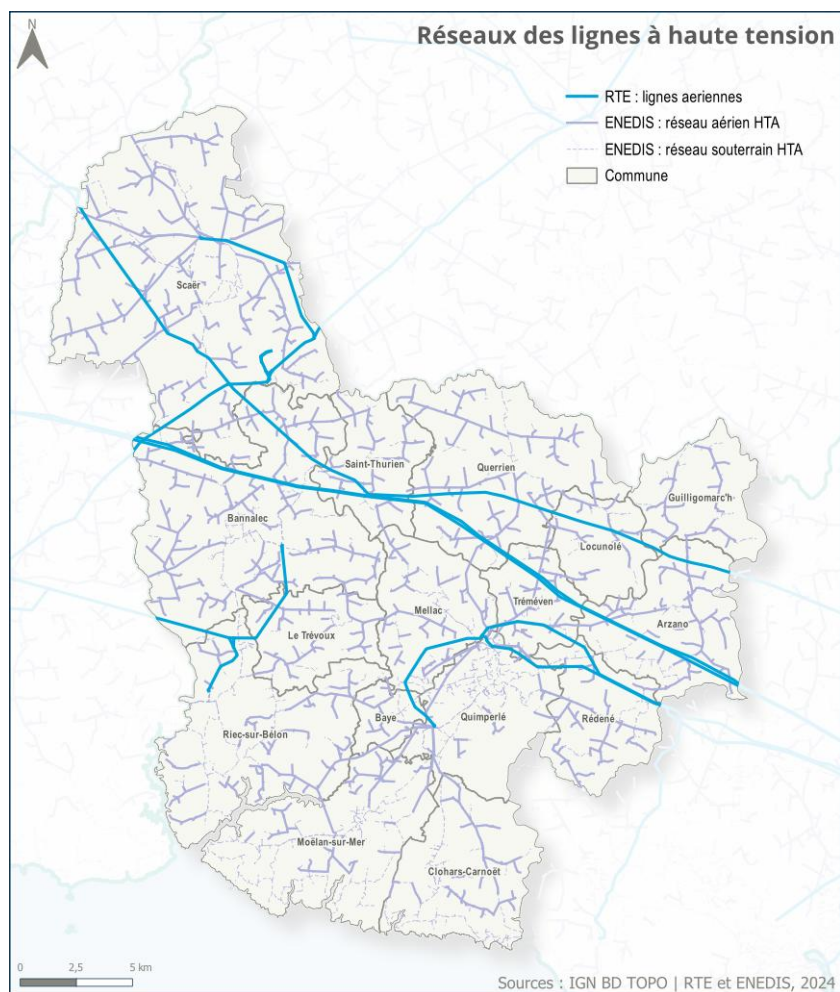 Réseaux des lignes à haute tension
N
RTE : lignes aeriennes
ENEDIS : réseau aérien HTA
ENEDIS : réseau souterrain HTA
Commune
Scaër
Saint-Thurien
Querrien
Guilligomarc'h
Bannalec
Locunolé
Mellac
Tréméven
Arzano
Le Trévoux
Baye
Quimperlé
Rédené
Riec-sur-Bélon
Moëlan-sur-Mer
Clohars-Carnoët
0 2,5 5 km
Sources : IGN BD TOPO | RTE et ENEDIS, 2024